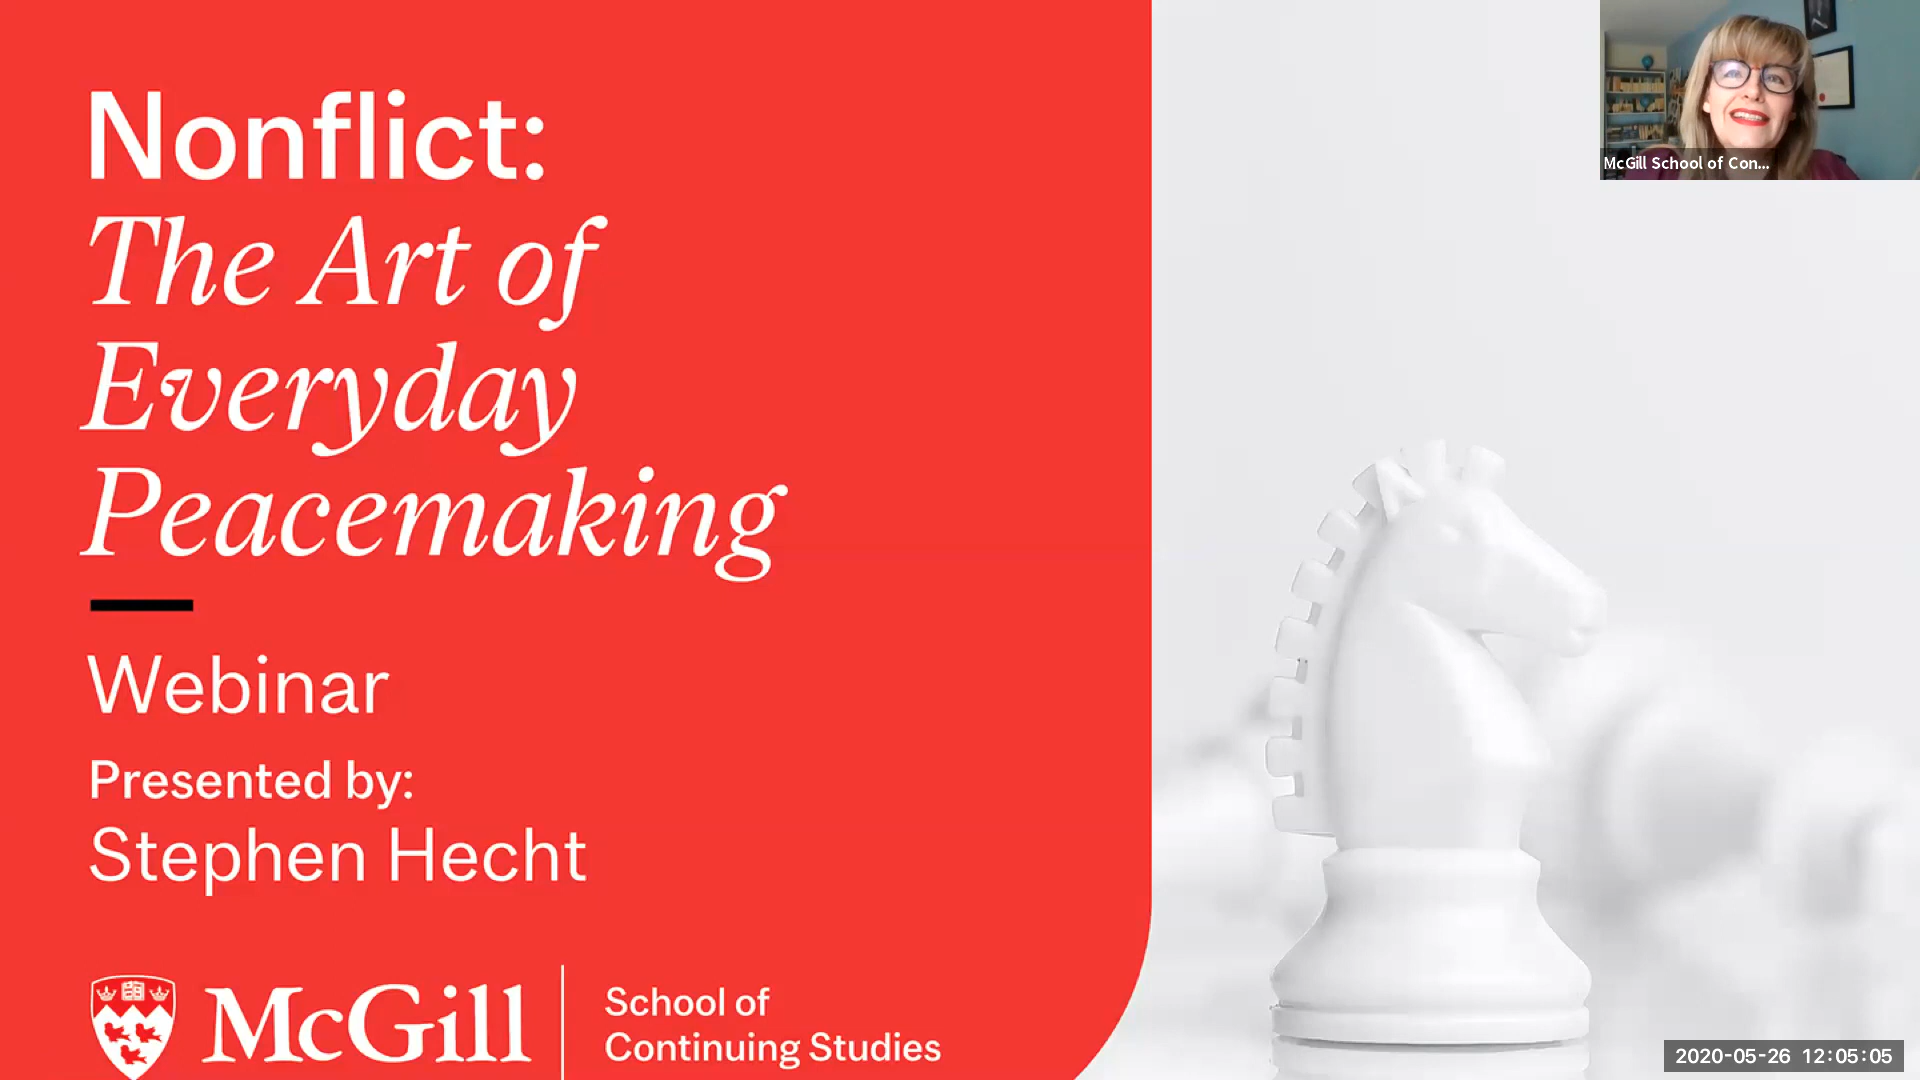 Nonflict:
The Art of
Everyday
Peacemaking
Webinar
Presented by:
Stephen Hecht
McGill
School of
Continuing Studies
McGill School of Con...
2020-05-26 12:05:05